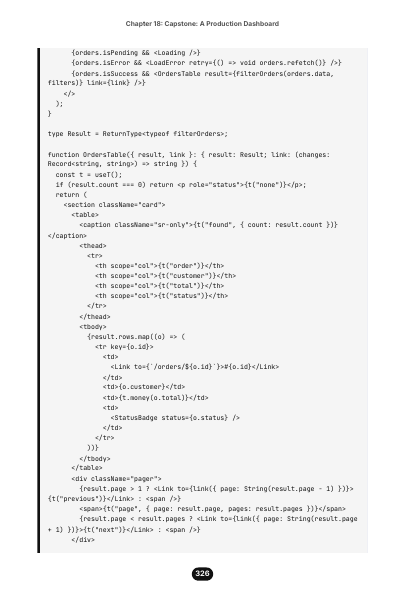 Chapter 18: Capstone: A Production Dashboard
{orders.isPending && <Loading />}
{orders.isError && <LoadError retry={() => void orders.refetch()} />}
{orders.isSuccess && <OrdersTable result={filterOrders(orders.data,
filters)} link={link} />}
</>
);
}
type Result = ReturnType<typeof filterOrders>;
function OrdersTable({ result, link }: { result: Result; link: (changes:
Record<string, string>) => string }) {
const t = useT();
if (result.count === 0) return <p role="status">{t("none")}</p>;
return (
<section className="card">
<table>
<caption className="sr-only">{t("found", { count: result.count })}
</caption>
<thead>
<tr>
<th scope="col">{t("order")}</th>
<th scope="col">{t("customer")}</th>
<th scope="col">{t("total")}</th>
<th scope="col">{t("status")}</th>
</tr>
</thead>
<tbody>
{result.rows.map((o) => (
<tr key={o.id}>
<td>
<Link to={`/orders/${o.id}`}>#{o.id}</Link>
</td>
<td>{o.customer}</td>
<td>{t.money(o.total)}</td>
<td>
<StatusBadge status={o.status} />
</td>
</tr>
))}
</tbody>
</table>
<div className="pager">
{result.page > 1 ? <Link to={link({ page: String(result.page - 1) })}>
{t("previous")}</Link> : <span />}
<span>{t("page", { page: result.page, pages: result.pages })}</span>
{result.page < result.pages ? <Link to={link({ page: String(result.page
+ 1) })}>{t("next")}</Link> : <span />}
</div>
326